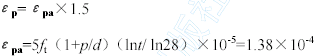 εp= εpa×1.5
εpa=5ft (1+p/d) (lnt/ ln28) ×10-5=1.38×10-4